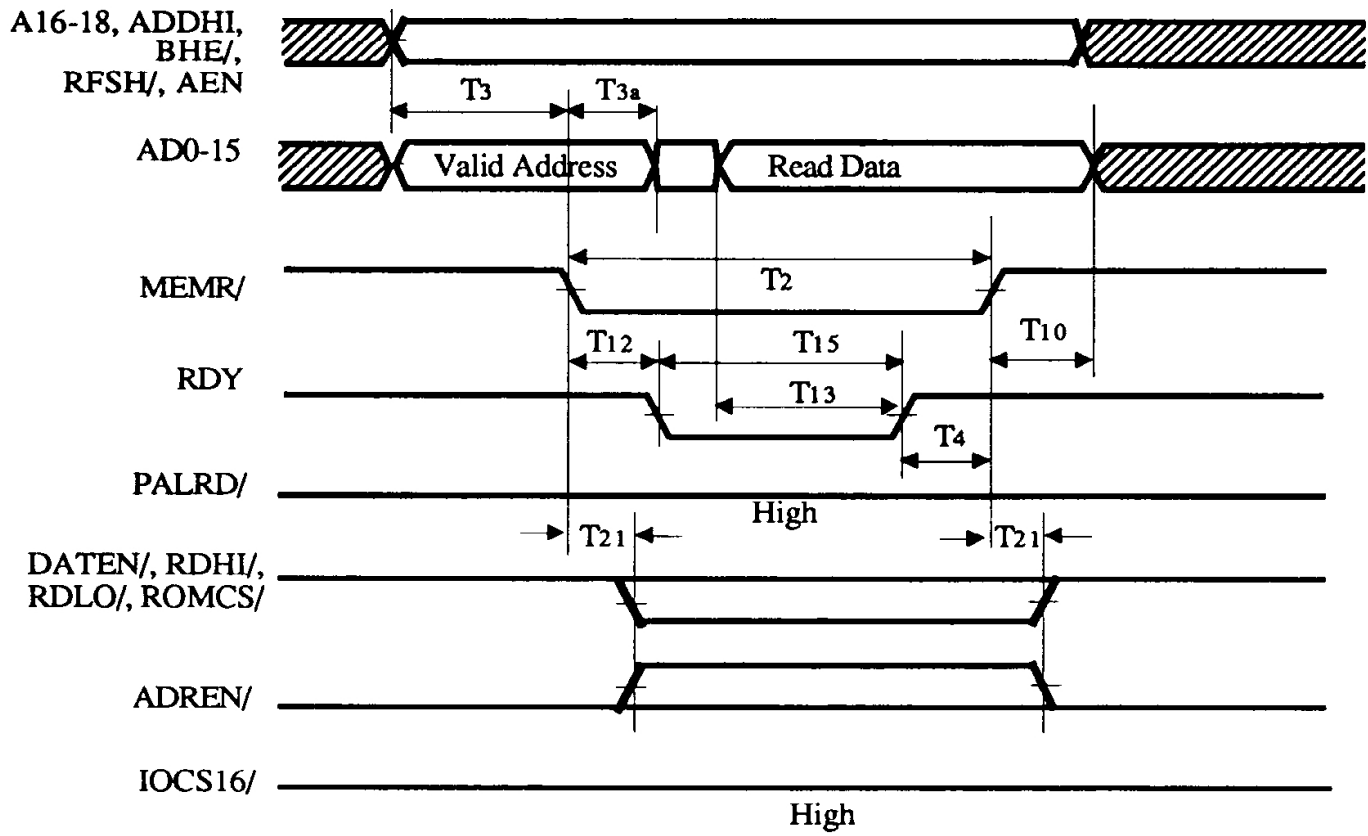 A16-18, ADDHI,
BHE/,
RFSH/, AEN
T3
T3a
AD0-15
Valid Address
Read Data
MEMR/
T2
T12
T15
T10
RDY
T13
T4
PALRD/
High
T21
T21
DATEN/, RDHI/,
RDLO/, ROMCS/
ADREN/
IOCS16/
High